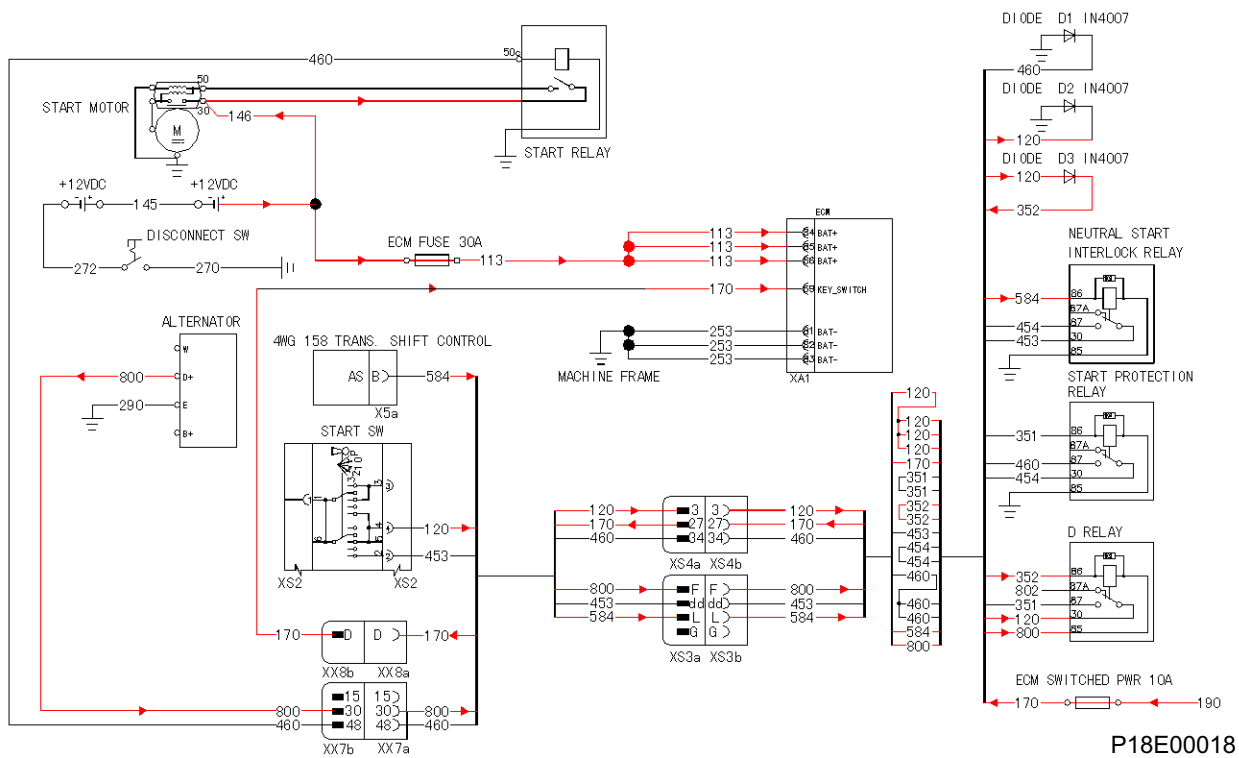 DIODE D1 IN4007
460
DIODE D2 IN4007
120
DIODE D3 IN4007
120
352
460
50
START RELAY
START MOTOR
50
30
M
146
+12VDC
+12VDC
145
DISCONNECT SW
272
270
ECM FUSE 30A
113
ECM
113
BAT+
113
BAT+
113
BAT+
170
KEY_SWITCH
253
BAT-
253
BAT-
253
BAT-
XA1
MACHINE FRAME
ALTERNATOR
W
800
D+
290
E
B+
4WG 158 TRANS. SHIFT CONTROL
AS
B
584
X5a
START SW
120
453
XS2
XS2
170
D
D
170
XX8b
XX8a
15
15
800
30
30
800
460
48
48
460
XX7b
XX7a
120
3
3
120
170
27
27
170
460
34
34
460
XS4a
XS4b
800
F
F
800
453
dd
dd
453
584
L
L
584
G
G
XS3a
XS3b
120
120
120
120
170
351
351
352
352
453
454
454
460
460
460
584
800
NEUTRAL START
INTERLOCK RELAY
584
86
87A
454
87
453
30
85
START PROTECTION
RELAY
351
86
87A
460
87
454
30
85
D RELAY
352
86
802
87A
351
87
120
30
800
85
ECM SWITCHED PWR 10A
170
190
P18E00018